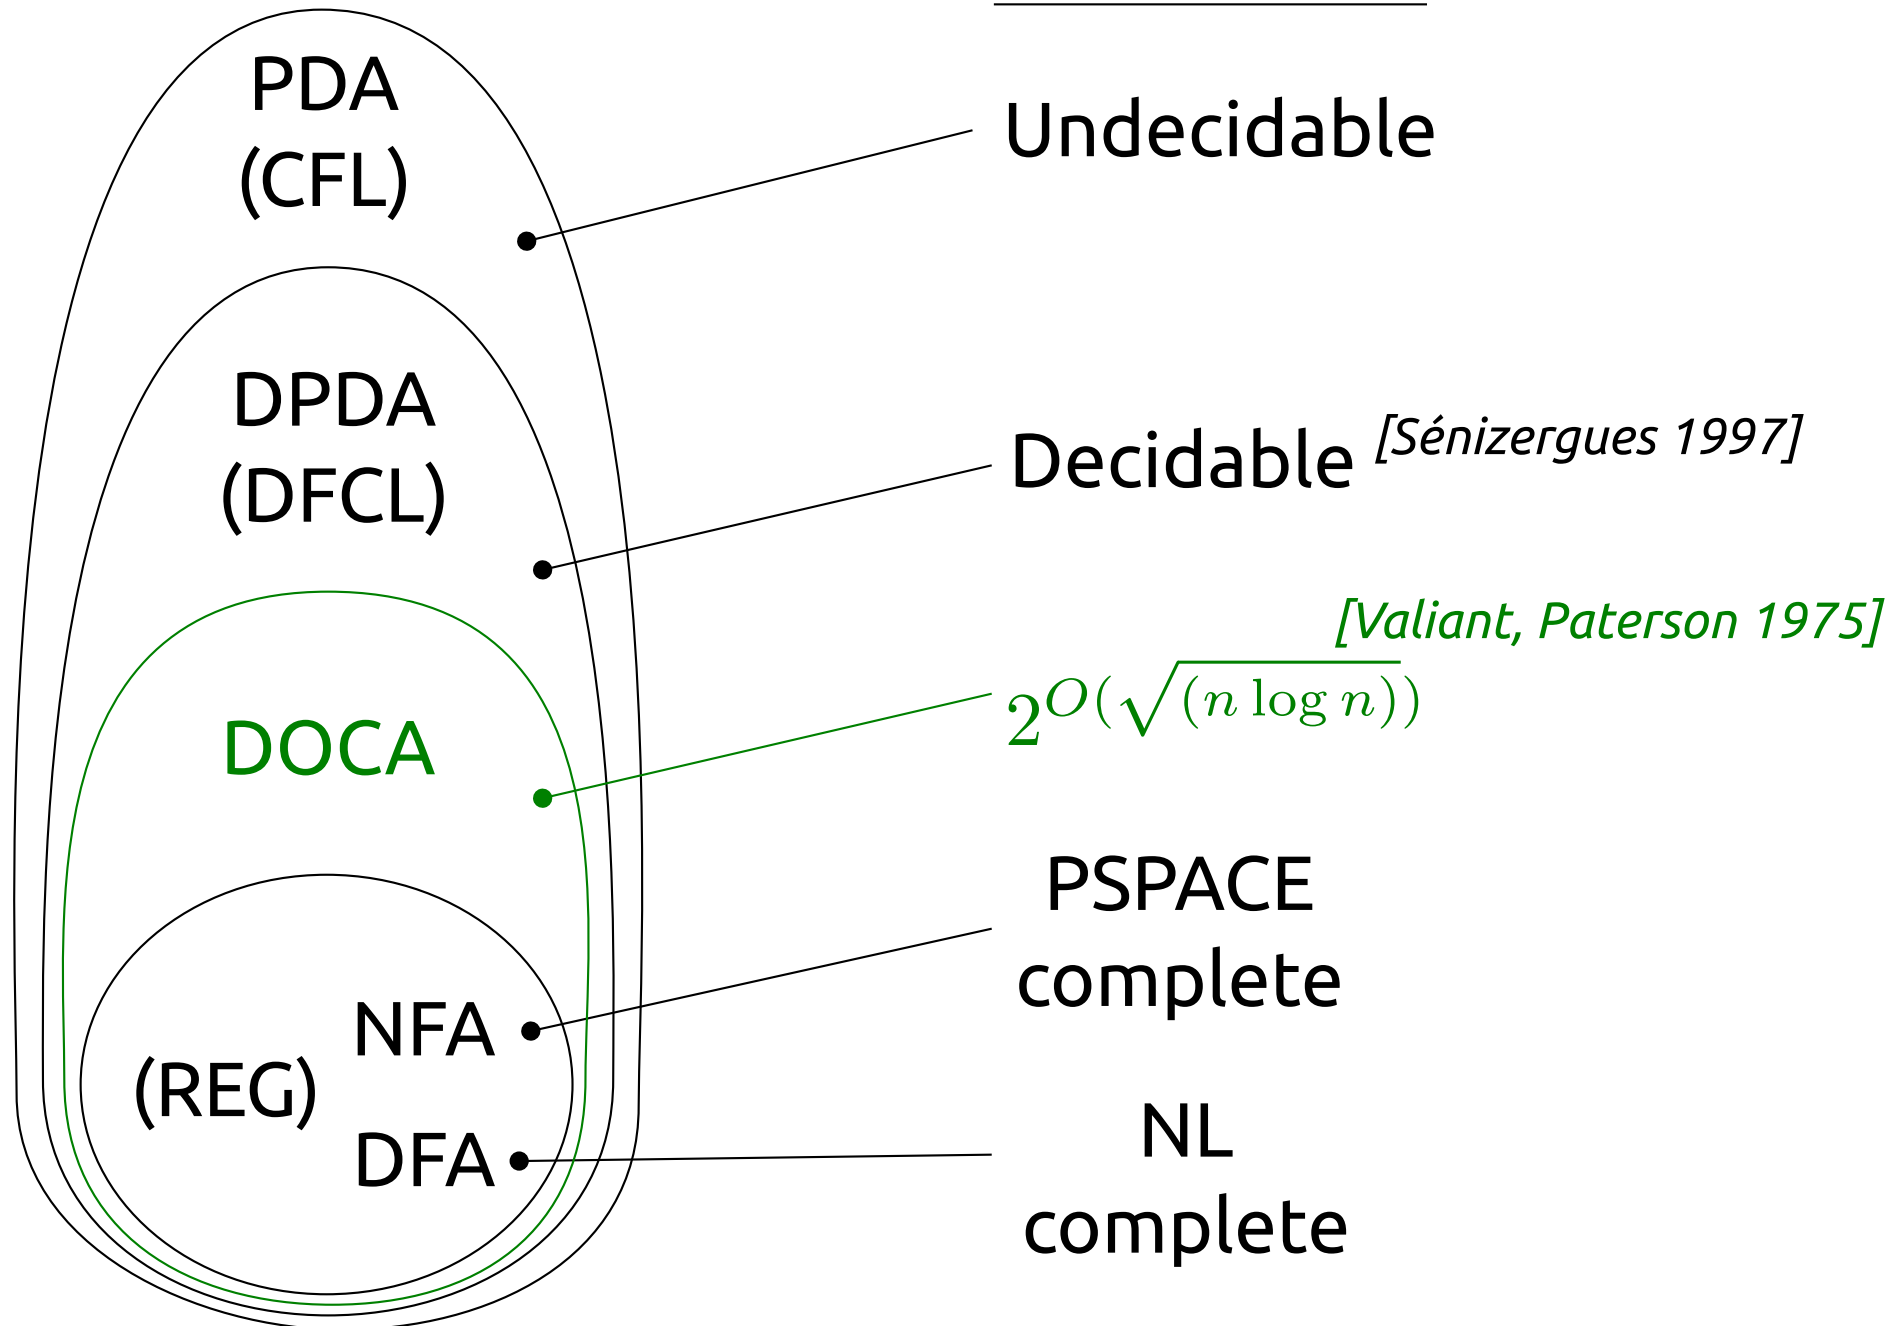 PDA
(CFL)
Undecidable
DPDA
(DFCL)
Decidable [Sénizergues 1997]
[Valiant, Paterson 1975]
DOCA
2^{O(√(n log n))}
PSPACE
complete
NFA
(REG)
DFA
NL
complete